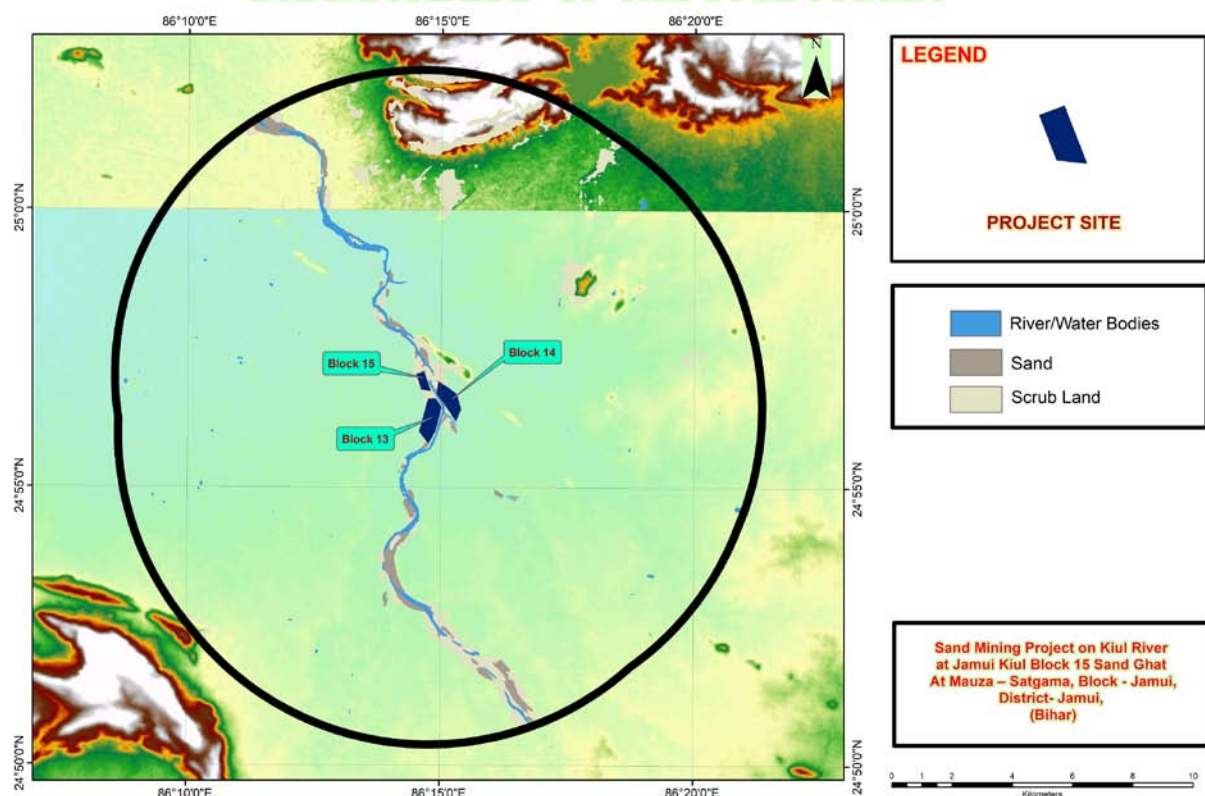 86°10'0"E
86°15'0"E
86°20'0"E
N
25°0'0"N
25°0'0"N
Block 15
Block 14
Block 13
24°55'0"N
24°55'0"N
24°50'0"N
24°50'0"N
86°10'0"E
86°15'0"E
86°20'0"E
LEGEND
PROJECT SITE
River/Water Bodies
Sand
Scrub Land
Sand Mining Project on Kiul River
at Jamui Kiul Block 15 Sand Ghat
At Mauza – Satgama, Block - Jamui,
District- Jamui,
(Bihar)
0 1 2 4 6 8 10
Kilometers